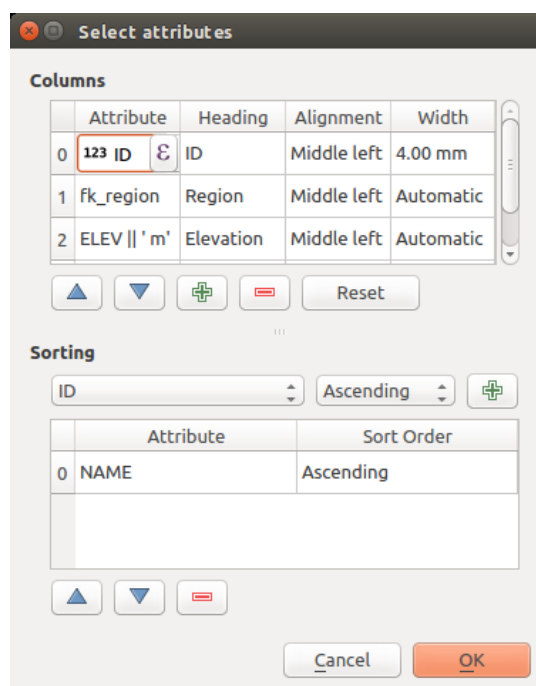 Select attributes
Columns
Attribute Heading Alignment Width
0 123 ID ε ID Middle left 4.00 mm
1 fk_region Region Middle left Automatic
2 ELEV || ' m' Elevation Middle left Automatic
Reset
Sorting
ID Ascending
Attribute Sort Order
0 NAME Ascending
Cancel OK